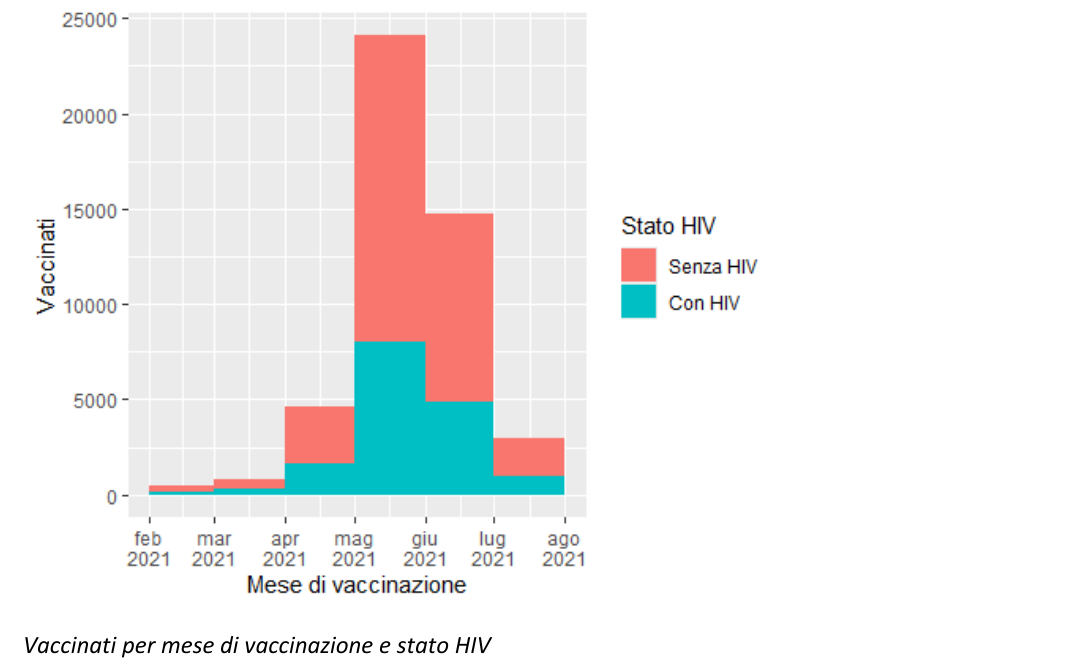 25000
20000
15000
10000
5000
0
Vaccinati
feb mar apr mag giu lug ago
2021 2021 2021 2021 2021 2021 2021
Mese di vaccinazione
Stato HIV
Senza HIV
Con HIV
Vaccinati per mese di vaccinazione e stato HIV